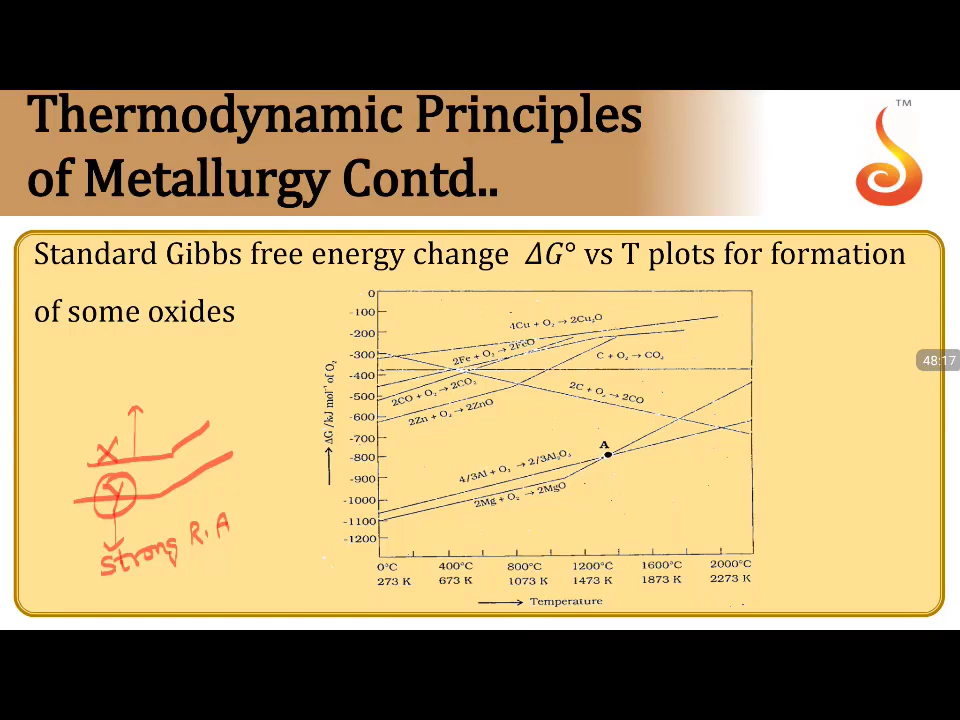 Thermodynamic Principles
of Metallurgy Contd..
TM
Standard Gibbs free energy change ΔG° vs T plots for formation
of some oxides
48:17
0
-100
-200
-300
-400
-500
-600
-700
-800
-900
-1000
-1100
-1200
ΔG /kJ mol⁻¹ of O₂
4Cu + O₂ → 2Cu₂O
2Fe + O₂ → 2FeO
C + O₂ → CO₂
2CO + O₂ → 2CO₂
2C + O₂ → 2CO
2Zn + O₂ → 2ZnO
A
4/3Al + O₂ → 2/3Al₂O₃
2Mg + O₂ → 2MgO
X
Y
Strong R.A
0°C 400°C 800°C 1200°C 1600°C 2000°C
273 K 673 K 1073 K 1473 K 1873 K 2273 K
Temperature